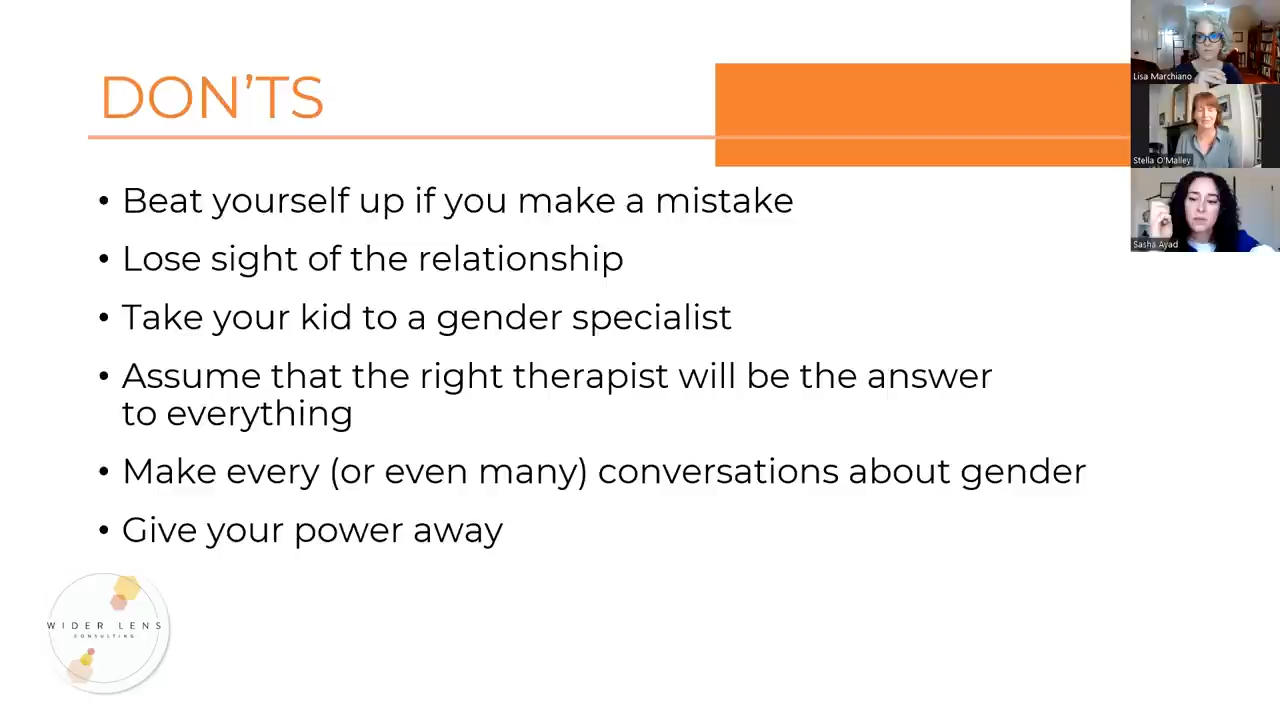 DON'TS
Lisa Marchiano
Stella O'Malley
Sasha Ayad
• Beat yourself up if you make a mistake
• Lose sight of the relationship
• Take your kid to a gender specialist
• Assume that the right therapist will be the answer
to everything
• Make every (or even many) conversations about gender
• Give your power away
WIDER LENS
CONSULTING